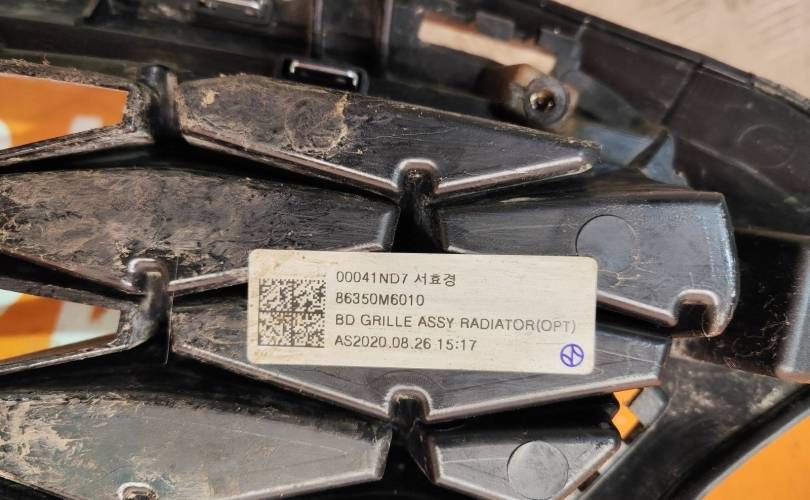 00041ND7 서효경
86350M6010
BD GRILLE ASSY RADIATOR(OPT)
AS2020.08.26 15:17